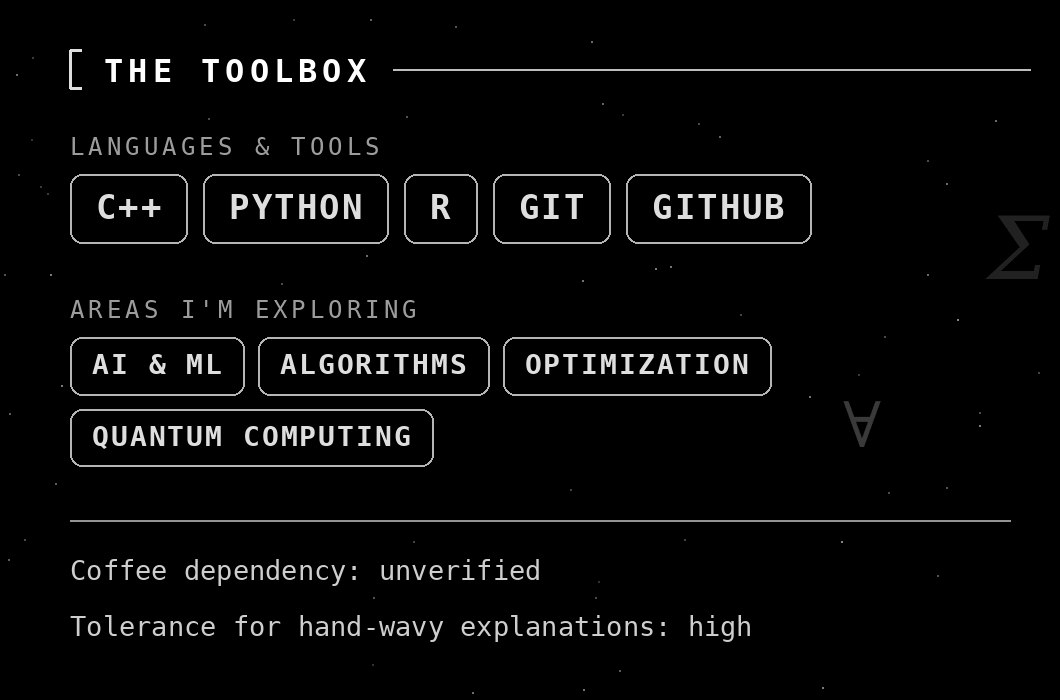 THE TOOLBOX
LANGUAGES & TOOLS
C++ PYTHON R GIT GITHUB
Σ
AREAS I'M EXPLORING
AI & ML ALGORITHMS OPTIMIZATION
∀
QUANTUM COMPUTING
Coffee dependency: unverified
Tolerance for hand-wavy explanations: high